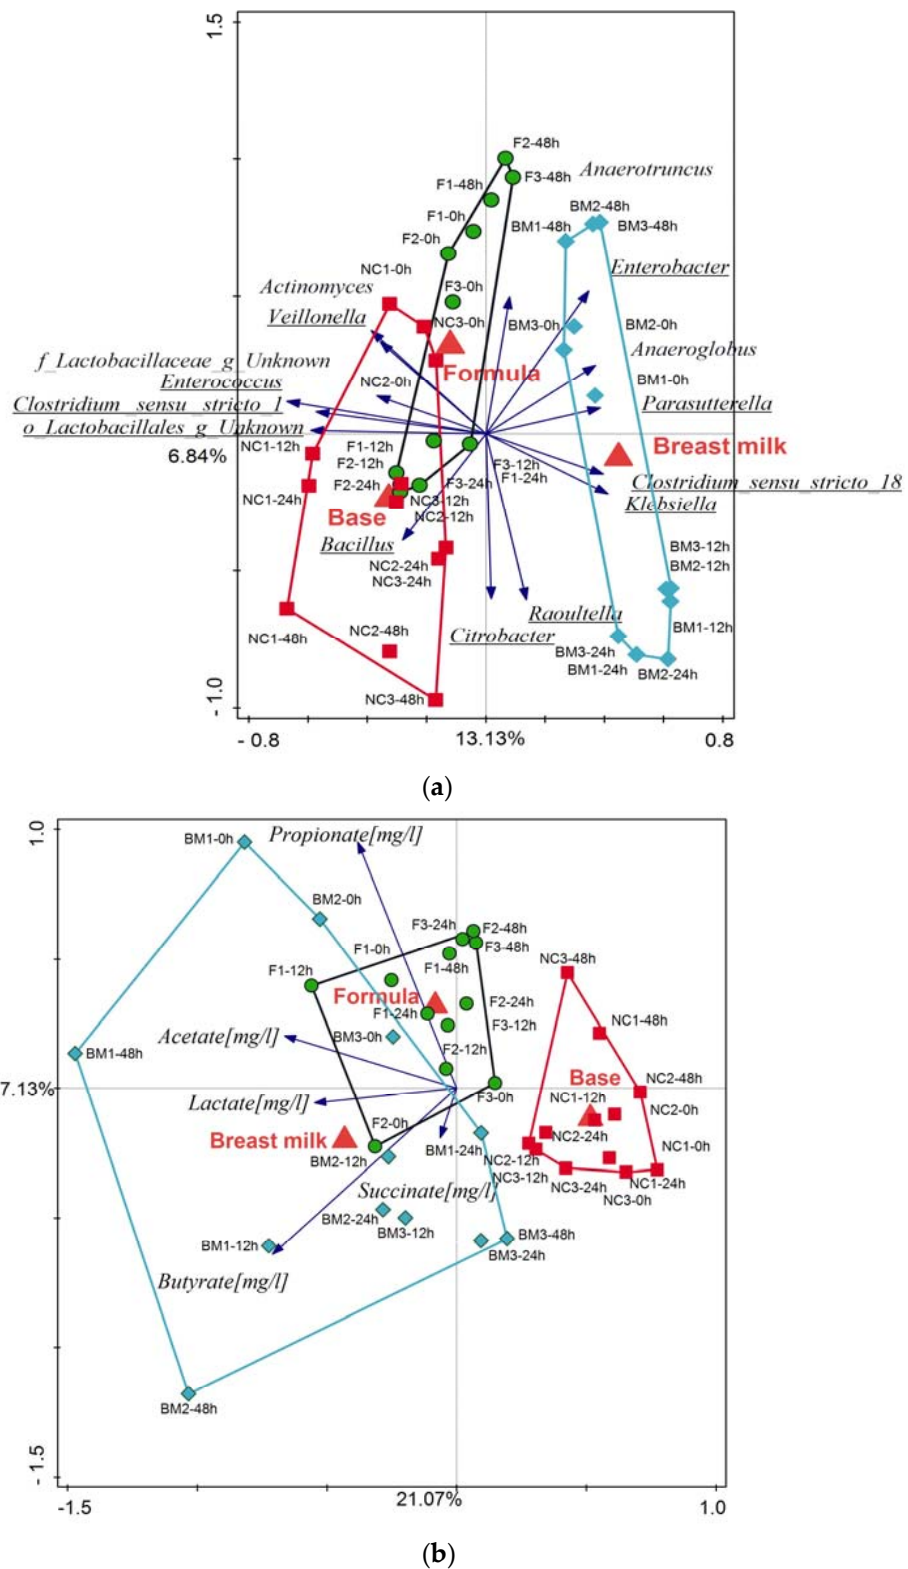 1.5
F2-48h
F3-48h
Anaerotruncus
F1-48h
BM2-48h
F1-0h
BM1-48h
BM3-48h
F2-0h
NC1-0h
Enterobacter
Actinomyces
F3-0h
Veillonella
NC3-0h
BM3-0h
BM2-0h
Anaeroglobus
f_Lactobacillaceae_g_Unknown
Formula
Enterococcus
NC2-0h
BM1-0h
Clostridium_sensu_stricto_1
Parasutterella
o_Lactobacillales_g_Unknown
NC1-12h
F1-12h
Breast milk
6.84%
F2-12h
F3-12h
F1-24h
F2-24h
F3-24h
Clostridium_sensu_stricto_18
NC1-24h
NC3-12h
Klebsiella
Base
NC2-12h
Bacillus
BM3-12h
NC2-24h
BM2-12h
NC3-24h
Raoultella
NC2-48h
BM1-12h
NC1-48h
Citrobacter
BM3-24h
BM1-24h
BM2-24h
NC3-48h
- 1.0
- 0.8
13.13%
0.8
(a)
1.0
BM1-0h
Propionate[mg/l]
BM2-0h
F3-24h
F2-48h
F1-0h
F3-48h
F1-12h
F1-48h
NC3-48h
Formula
F2-24h
F1-24h
F3-12h
NC1-48h
Acetate[mg/l]
BM3-0h
F2-12h
BM1-48h
Base
NC2-48h
7.13%
F3-0h
NC1-12h
Lactate[mg/l]
NC2-0h
F2-0h
Breast milk
NC2-24h
BM1-24h
NC1-0h
BM2-12h
NC2-12h
NC3-12h
NC1-24h
NC3-24h
Succinate[mg/l]
NC3-0h
BM2-24h
BM3-12h
BM3-48h
BM1-12h
BM3-24h
Butyrate[mg/l]
BM2-48h
- 1.5
-1.5
21.07%
1.0
(b)